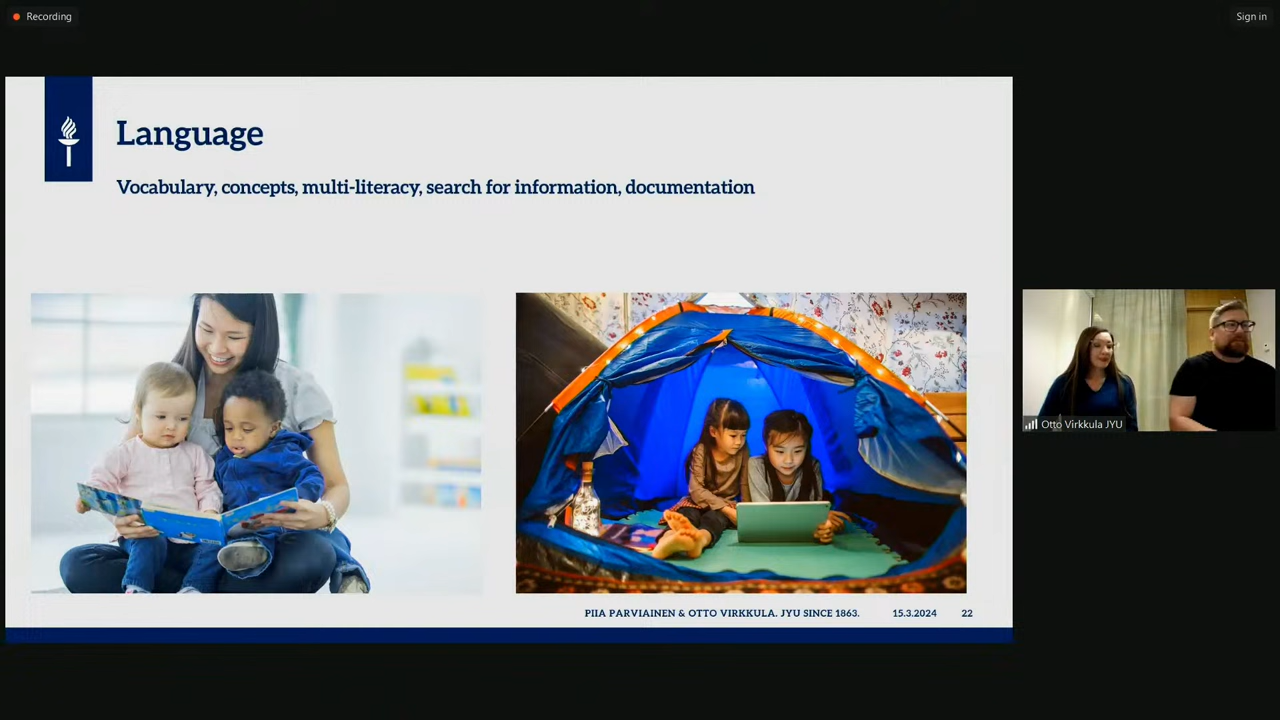 Recording
Sign in
Language
Vocabulary, concepts, multi-literacy, search for information, documentation
Otto Virkkula JYU
PIIA PARVIAINEN & OTTO VIRKKULA. JYU SINCE 1863.
15.3.2024
22